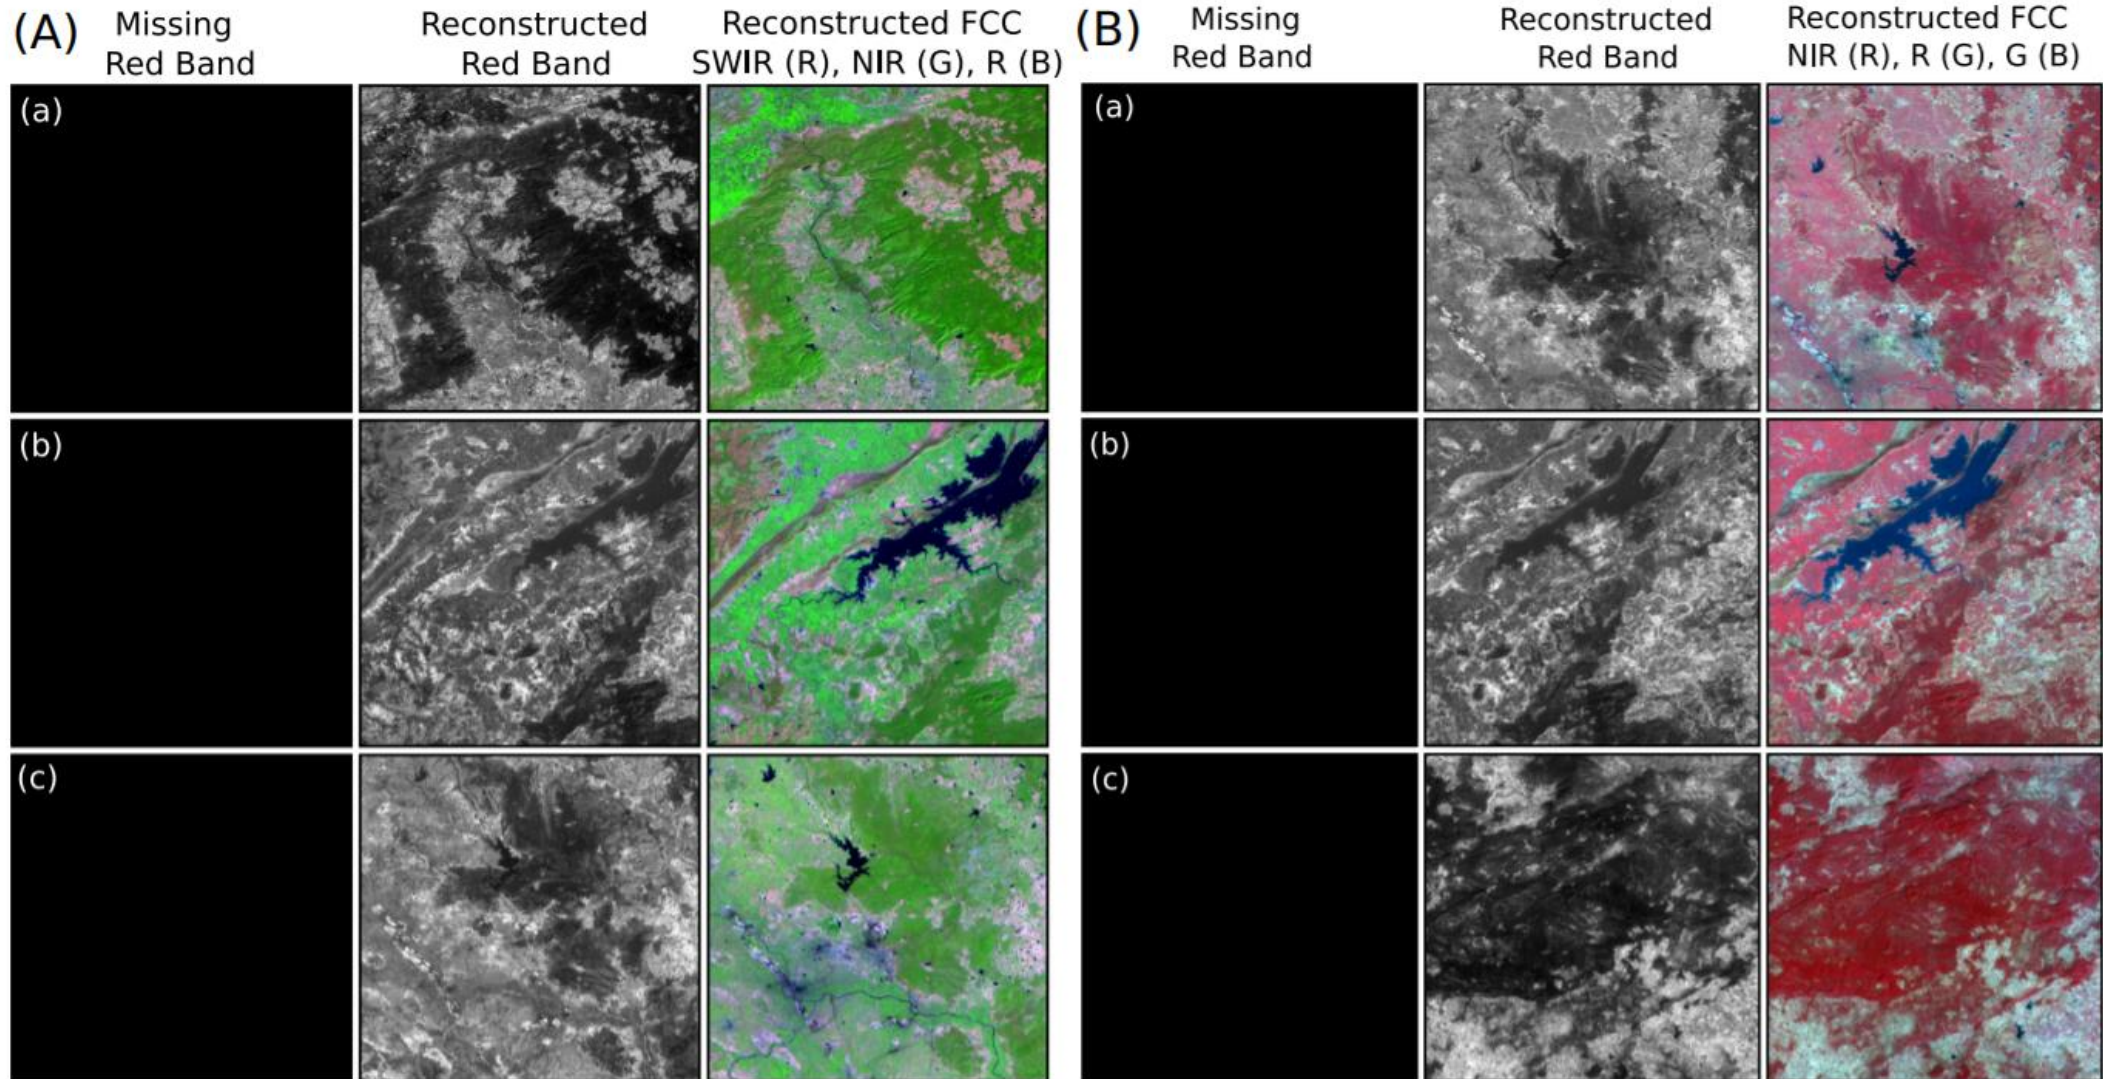 (A)
Missing
Red Band
Reconstructed
Red Band
Reconstructed FCC
SWIR (R), NIR (G), R (B)
(a)
(b)
(c)
(B)
Missing
Red Band
Reconstructed
Red Band
Reconstructed FCC
NIR (R), R (G), G (B)
(a)
(b)
(c)